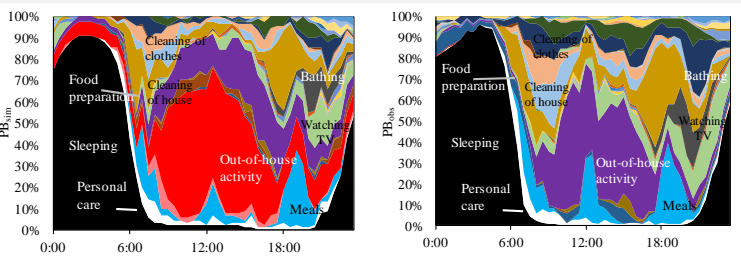 100%
90%
80%
70%
60%
50%
40%
30%
20%
10%
0%
PBsim
Cleaning of
clothes
Food
preparation
Cleaning
of house
Bathing
Watching
TV
Sleeping
Out-of-house
activity
Personal
care
Meals
0:00
6:00
12:00
18:00
100%
90%
80%
70%
60%
50%
40%
30%
20%
10%
0%
PBobs
Cleaning of
clothes
Food
preparation
Cleaning
of house
Bathing
Watching
TV
Sleeping
Out-of-house
activity
Personal
care
Meals
0:00
6:00
12:00
18:00